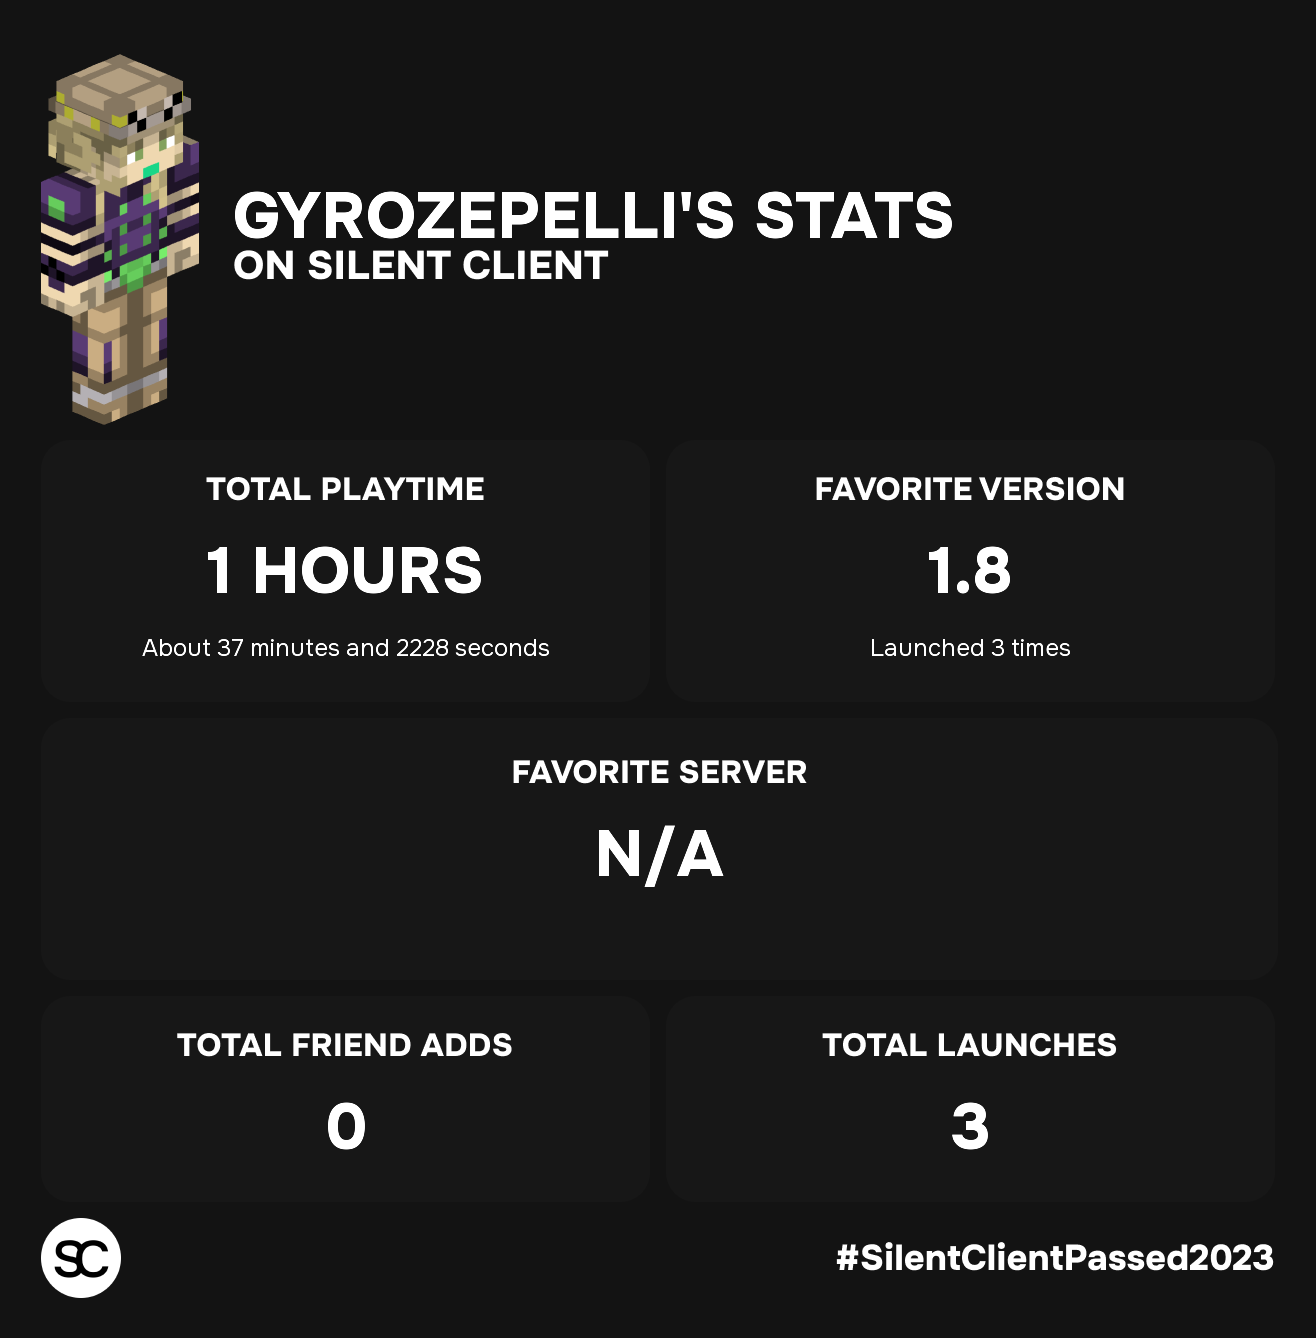 GYROZEPELLI'S STATS
ON SILENT CLIENT
TOTAL PLAYTIME
1 HOURS
About 37 minutes and 2228 seconds
FAVORITE VERSION
1.8
Launched 3 times
FAVORITE SERVER
N/A
TOTAL FRIEND ADDS
0
TOTAL LAUNCHES
3
SC
#SilentClientPassed2023